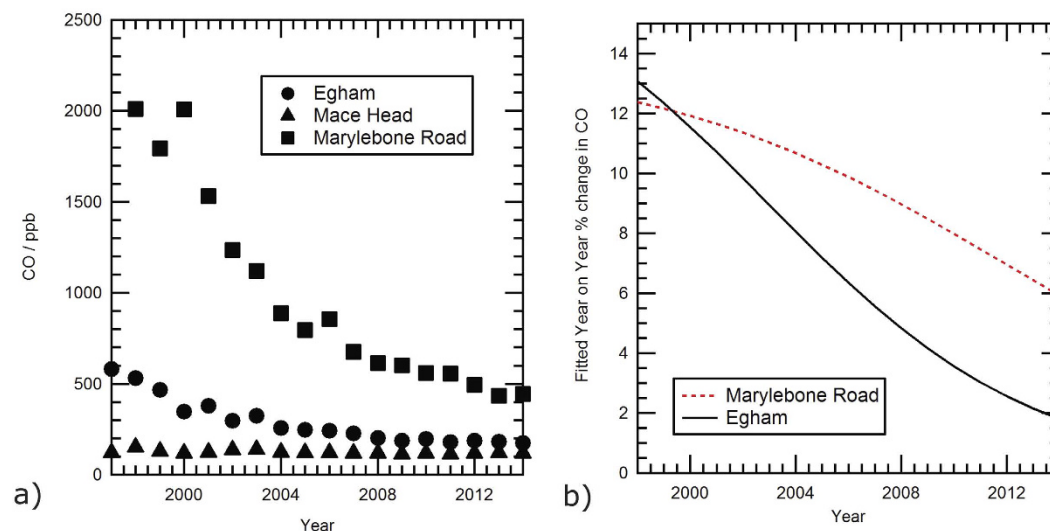 2500
2000
1500
1000
500
0
CO / ppb
Egham
Mace Head
Marylebone Road
2000
2004
2008
2012
Year
a)
14
12
10
8
6
4
2
0
Fitted Year on Year % change in CO
Marylebone Road
Egham
2000
2004
2008
2012
Year
b)